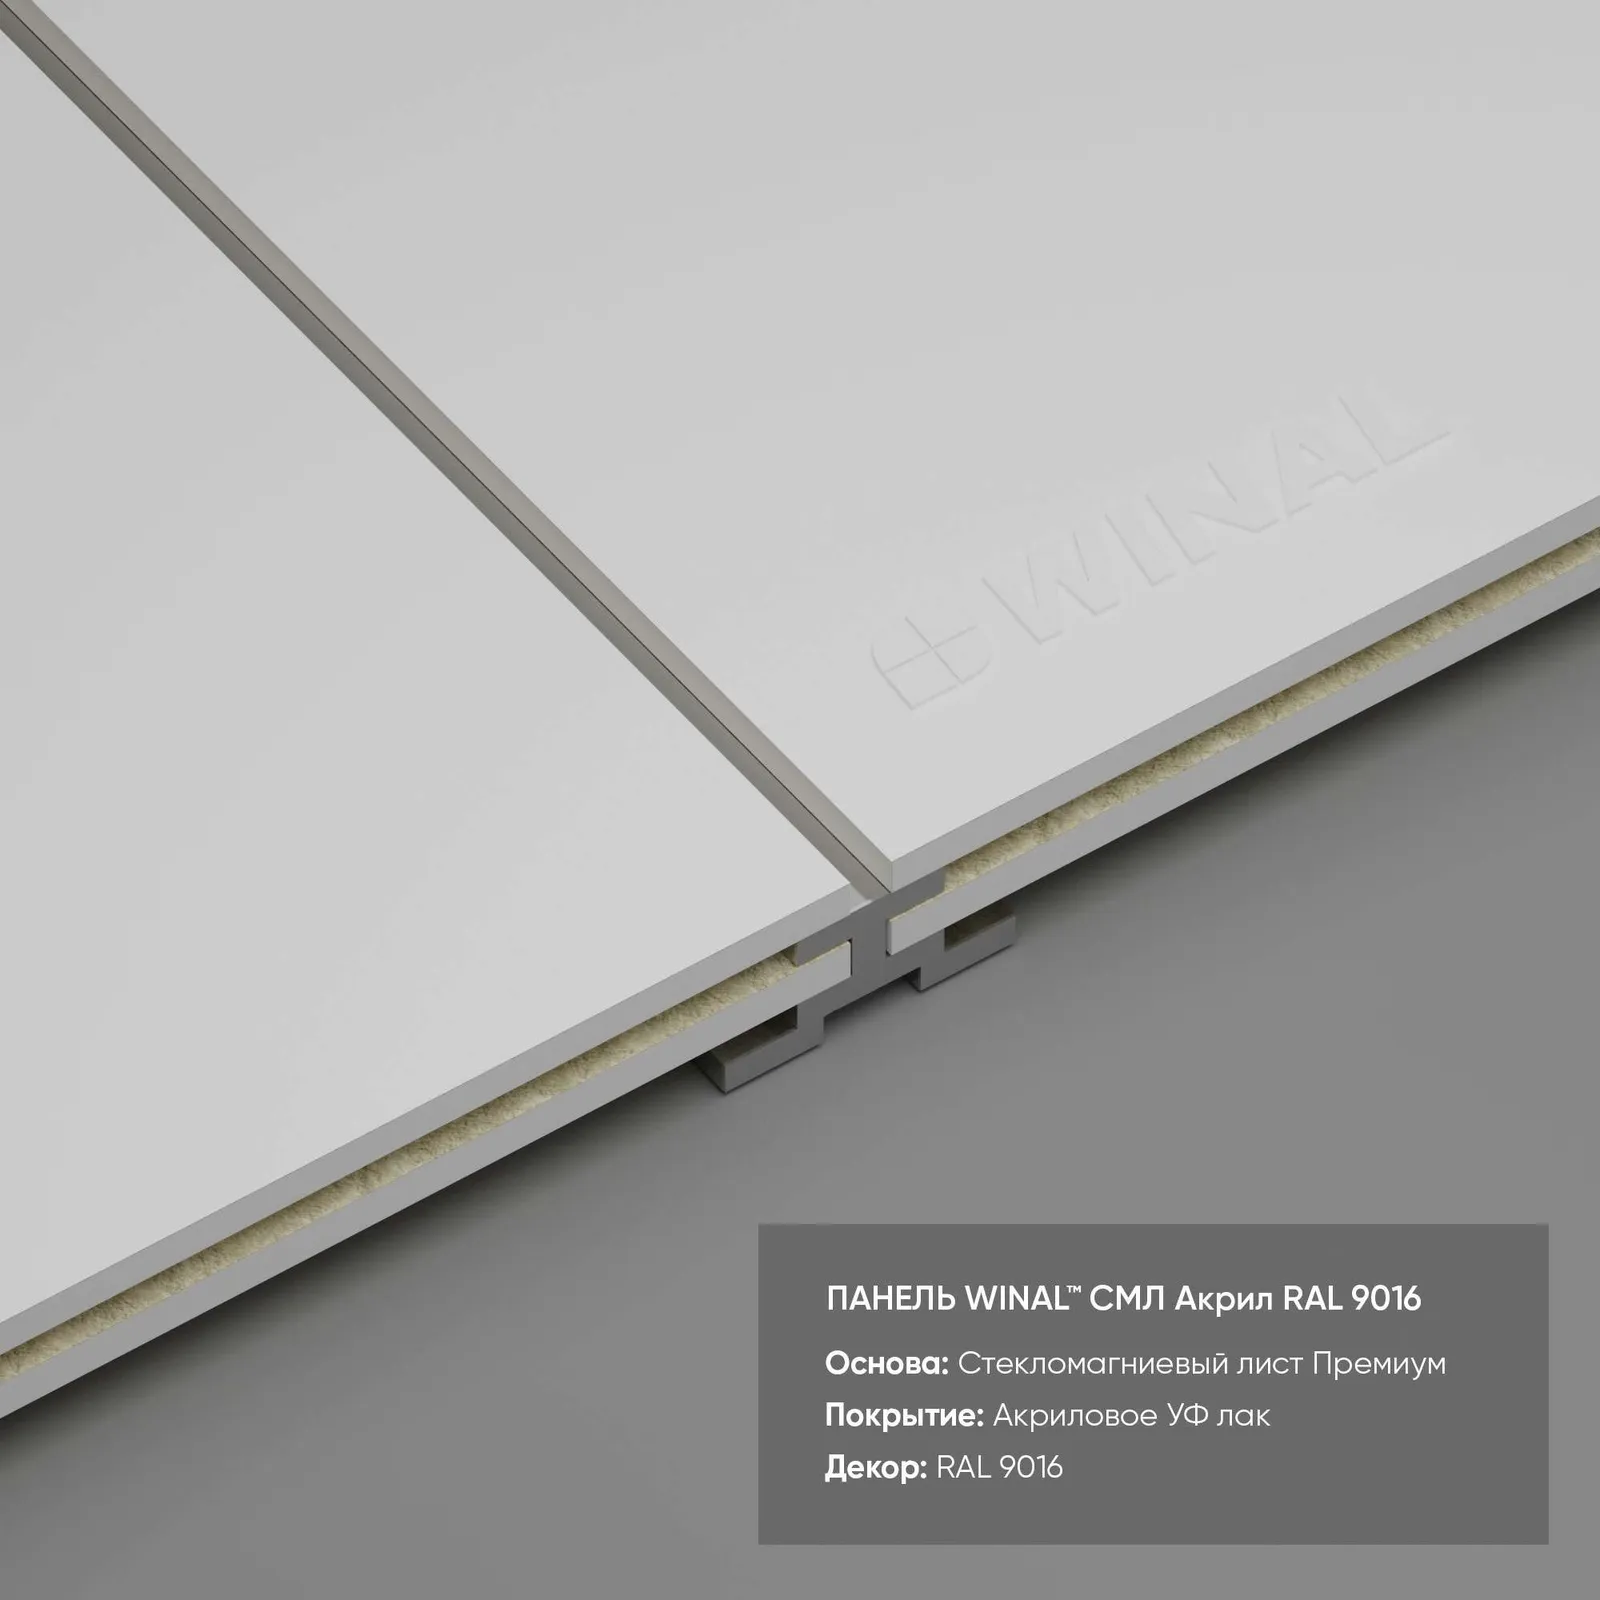 WINAL
ПАНЕЛЬ WINAL™ СМЛ Акрил RAL 9016
Основа: Стекломагниевый лист Премиум
Покрытие: Акриловое УФ лак
Декор: RAL 9016